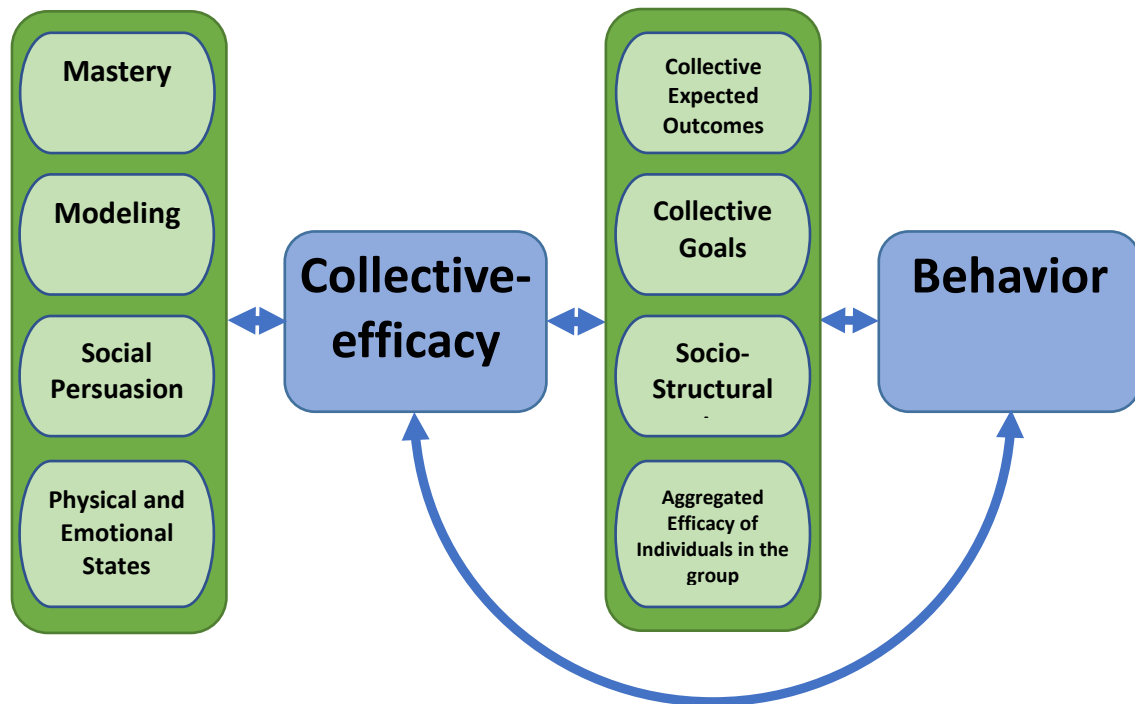 Mastery
Modeling
Social
Persuasion
Physical and
Emotional
States
Collective-
efficacy
Collective
Expected
Outcomes
Collective
Goals
Socio-
Structural
Aggregated
Efficacy of
Individuals in the
group
Behavior